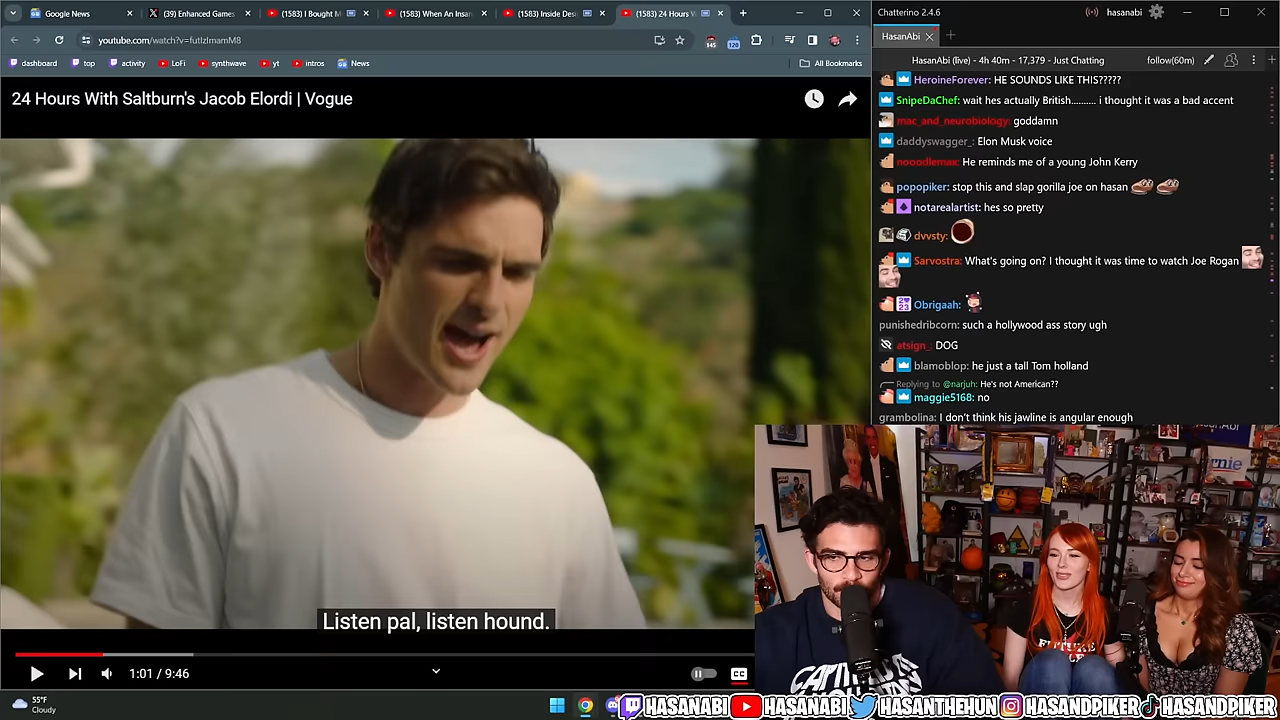 Google News
(39) Enhanced Games
(1583) I Bought M
(1583) When An Insan
(1583) Inside Desi
(1583) 24 Hours W
youtube.com/watch?v=futIzImamM8
145
120
dashboard
top
activity
LoFi
synthwave
yt
intros
News
All Bookmarks
24 Hours With Saltburn's Jacob Elordi | Vogue
Listen pal, listen hound.
1:01 / 9:46
CC
55°F
Cloudy
Chatterino 2.4.6
hasanabi
HasanAbi
HasanAbi (live) - 4h 40m - 17,379 - Just Chatting
follow(60m)
HeroineForever: HE SOUNDS LIKE THIS?????
SnipeDaChef: wait hes actually British.......... i thought it was a bad accent
mac_and_neurobiology: goddamn
daddyswagger_: Elon Musk voice
nooodlemax: He reminds me of a young John Kerry
popopiker: stop this and slap gorilla joe on hasan
notarealartist: hes so pretty
dvvsty:
Sarvostra: What's going on? I thought it was time to watch Joe Rogan
Obrigaah:
punishedribcorn: such a hollywood ass story ugh
atsign_: DOG
blamoblop: he just a tall Tom holland
Replying to @narjuh: He's not American??
maggie5168: no
grambolina: I don't think his jawline is angular enough
FUTURE
HASANABI
HASANABI
HASANTHEHUN
HASANDPIKER
HASANDPIKER